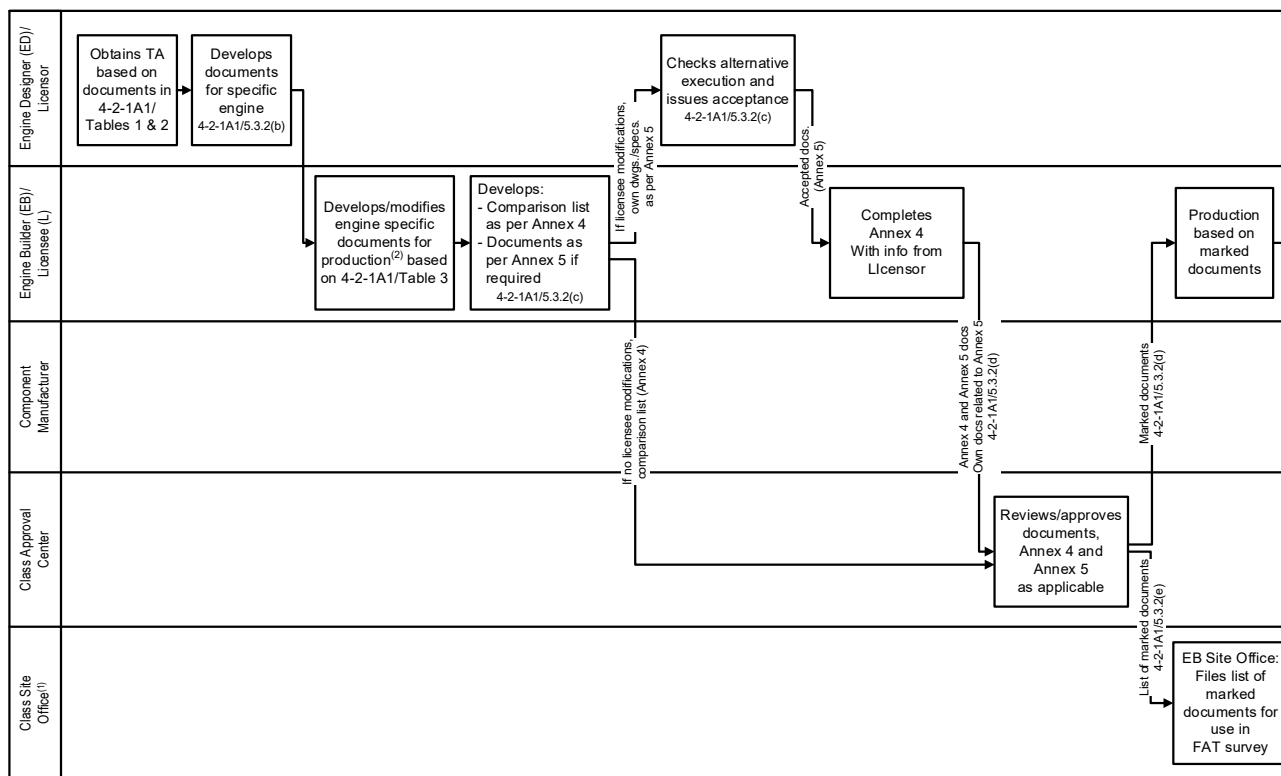 Engine Designer (ED)/
Licensor
Obtains TA
based on
documents in
4-2-1A1/
Tables 1 & 2
Develops
documents
for specific
engine
4-2-1A1/5.3.2(b)
If licensee modifications,
own dwgs./specs.
as per Annex 5
Checks alternative
execution and
issues acceptance
4-2-1A1/5.3.2(c)
Accepted docs.
(Annex 5)
Engine Builder (EB)/
Licensee (L)
Develops/modifies
engine specific
documents for
production(2) based
on 4-2-1A1/Table 3
Develops:
- Comparison list
as per Annex 4
- Documents as
per Annex 5 if
required
4-2-1A1/5.3.2(c)
Completes
Annex 4
With info from
LIcensor
Production
based on
marked
documents
Component
Manufacturer
If no licensee modifications,
comparison list (Annex 4)
Annex 4 and Annex 5 docs
Own docs related to Annex 5
4-2-1A1/5.3.2(d)
Marked documents
4-2-1A1/5.3.2(d)
Class Approval
Center
Reviews/approves
documents,
Annex 4 and
Annex 5
as applicable
List of marked documents
4-2-1A1/5.3.2(e)
Class Site
Office(1)
EB Site Office:
Files list of
marked
documents for
use in
FAT survey